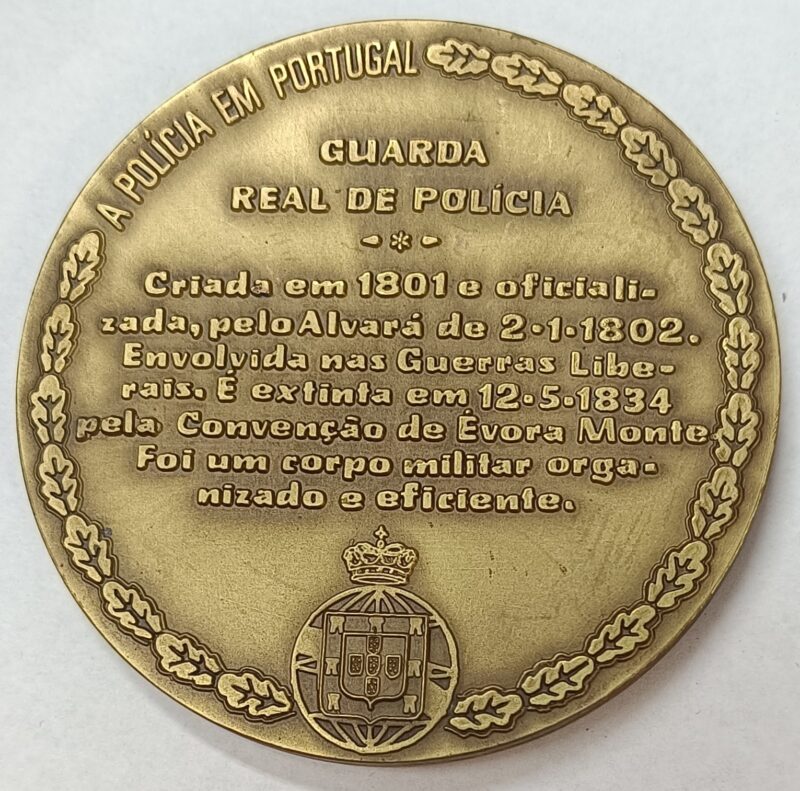 A POLÍCIA EM PORTUGAL
GUARDA
REAL DE POLÍCIA
Criada em 1801 e oficiali-
zada, pelo Alvará de 2-1-1802.
Envolvida nas Guerras Libe-
rais. É extinta em 12-5-1834
pela Convenção de Évora Monte.
Foi um corpo militar orga-
nizado e eficiente.